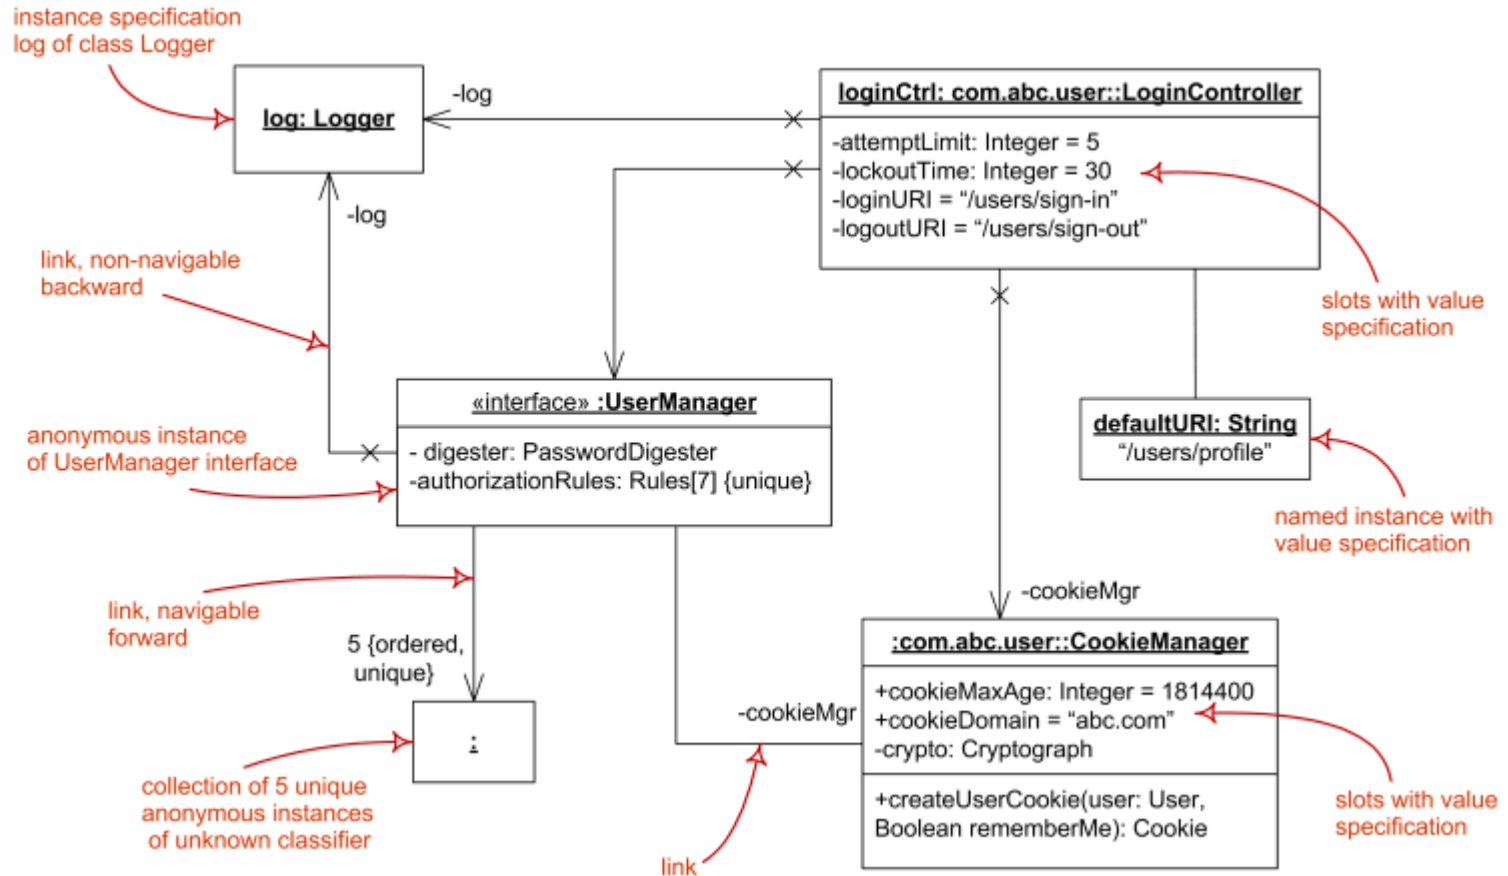 instance specification
log of class Logger
log: Logger
-log
loginCtrl: com.abc.user::LoginController
-attemptLimit: Integer = 5
-lockoutTime: Integer = 30
-loginURI = “/users/sign-in”
-logoutURI = “/users/sign-out”
-log
link, non-navigable
backward
slots with value
specification
«interface» :UserManager
- digester: PasswordDigester
-authorizationRules: Rules[7] {unique}
defaultURI: String
“/users/profile”
anonymous instance
of UserManager interface
named instance with
value specification
link, navigable
forward
5 {ordered,
unique}
-cookieMgr
:com.abc.user::CookieManager
+cookieMaxAge: Integer = 1814400
+cookieDomain = “abc.com”
-crypto: Cryptograph
+createUserCookie(user: User,
Boolean rememberMe): Cookie
-cookieMgr
:
collection of 5 unique
anonymous instances
of unknown classifier
link
slots with value
specification